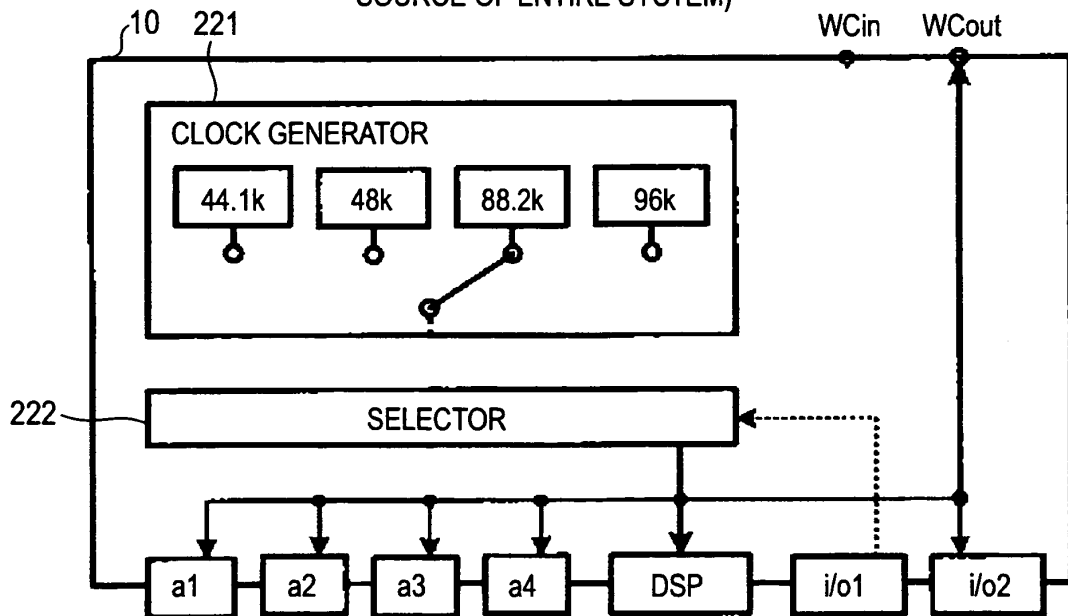 SOURCE OF ENTIRE SYSTEM)
10
221
WCin
WCout
CLOCK GENERATOR
44.1k
48k
88.2k
96k
222
SELECTOR
a1
a2
a3
a4
DSP
i/o1
i/o2